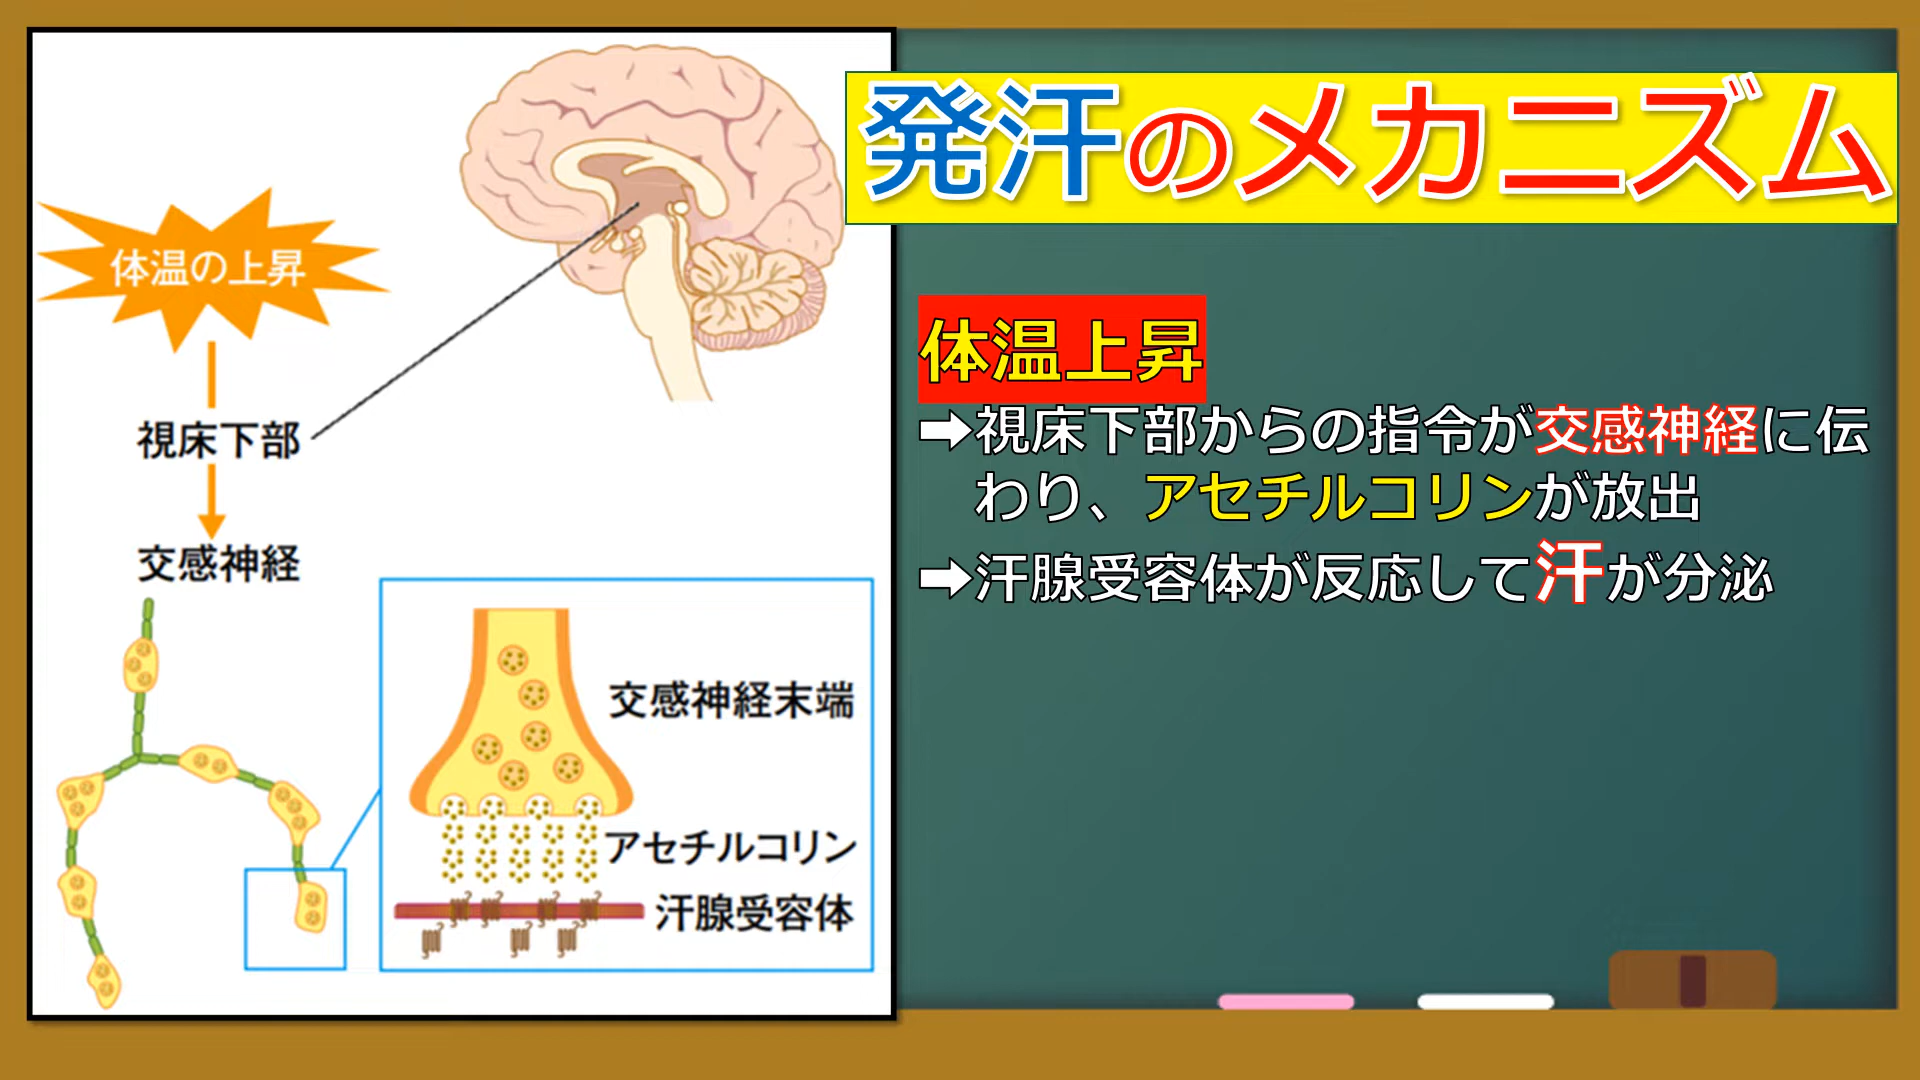 発汗のメカニズム
体温の上昇
視床下部
交感神経
交感神経末端
アセチルコリン
汗腺受容体
体温上昇
➡視床下部からの指令が交感神経に伝
わり、アセチルコリンが放出
➡汗腺受容体が反応して汗が分泌